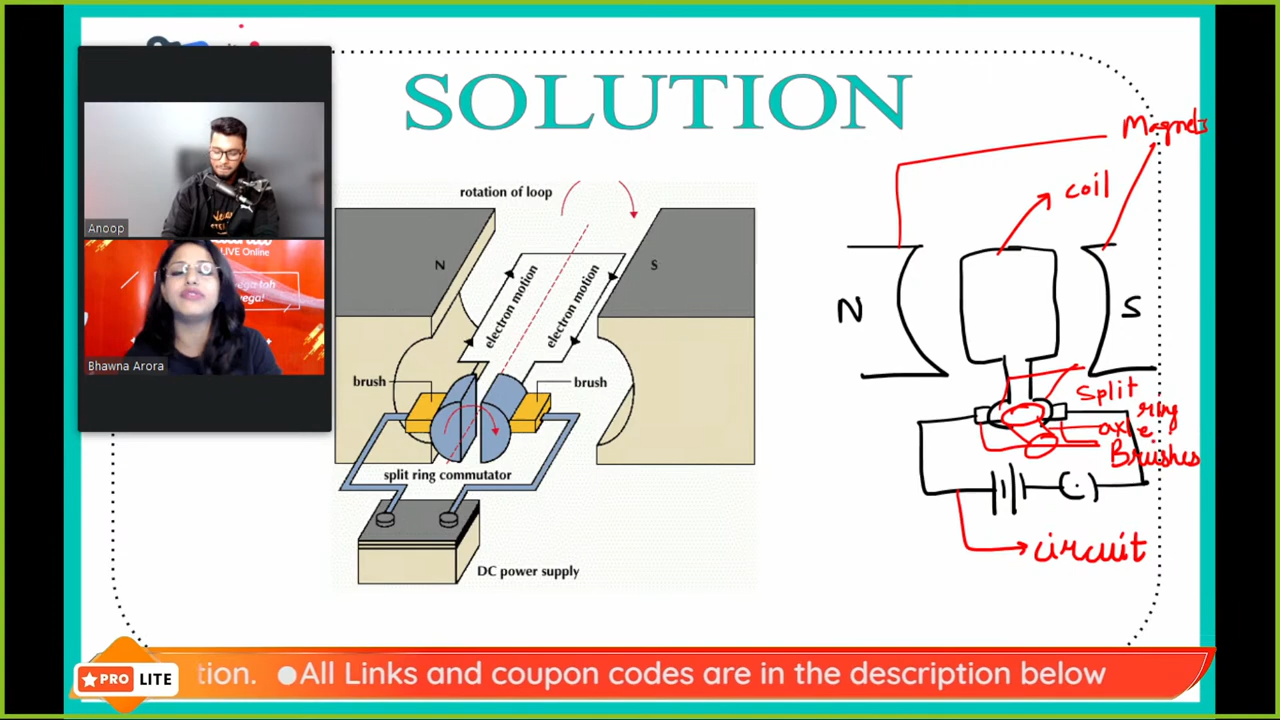 SOLUTION
Anoop
LIVE Online
Bhawna Arora
rotation of loop
N
S
electron motion
electron motion
brush
brush
split ring commutator
DC power supply
Magnets
coil
N
S
Split
ring
axle
Brushes
circuit
PRO LITE
tion. ●All Links and coupon codes are in the description below